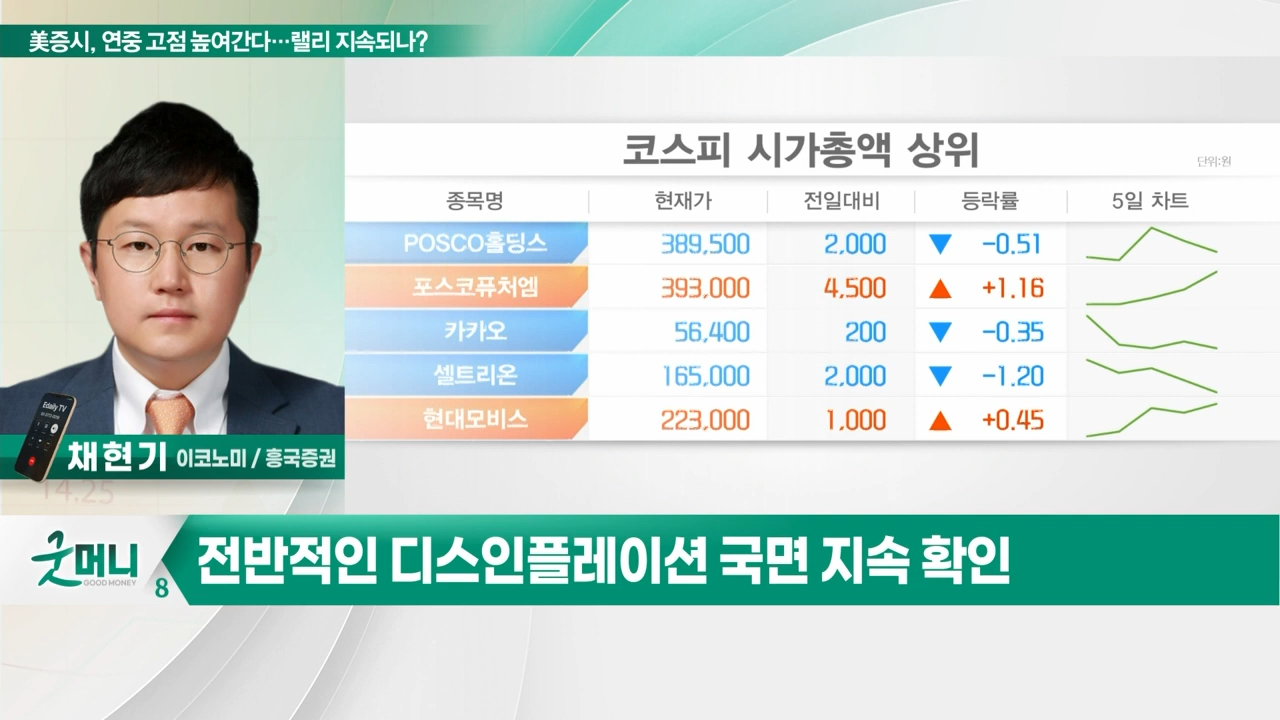 美증시, 연중 고점 높여간다…랠리 지속되나?
코스피 시가총액 상위
단위:원
종목명 현재가 전일대비 등락률 5일 차트
POSCO홀딩스 389,500 2,000 ▼ -0.51
포스코퓨처엠 393,000 4,500 ▲ +1.16
카카오 56,400 200 ▼ -0.35
셀트리온 165,000 2,000 ▼ -1.20
현대모비스 223,000 1,000 ▲ +0.45
Edaily TV
채현기 이코노미 / 흥국증권
14.25
굿머니
GOOD MONEY
8
전반적인 디스인플레이션 국면 지속 확인